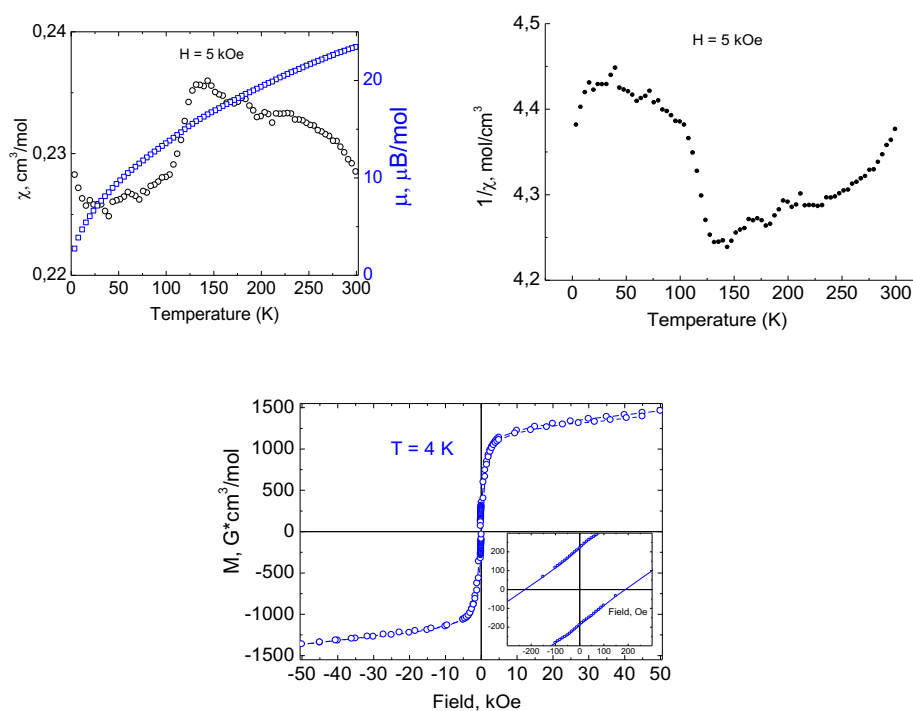 0,24
0,23
0,22
χ, cm³/mol
H = 5 kOe
20
10
0
μ, μB/mol
0 50 100 150 200 250 300
Temperature (K)
4,5
4,4
4,3
4,2
1/χ, mol/cm³
H = 5 kOe
0 50 100 150 200 250 300
Temperature (K)
1500
1000
500
0
-500
-1000
-1500
M, G*cm³/mol
T = 4 K
200
100
0
-100
-200
Field, Oe
-200 -100 0 100 200
-50 -40 -30 -20 -10 0 10 20 30 40 50
Field, kOe